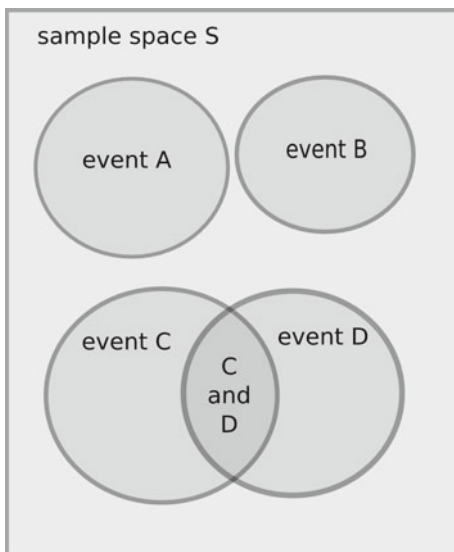 sample space S
event A
event B
event C
event D
C
and
D